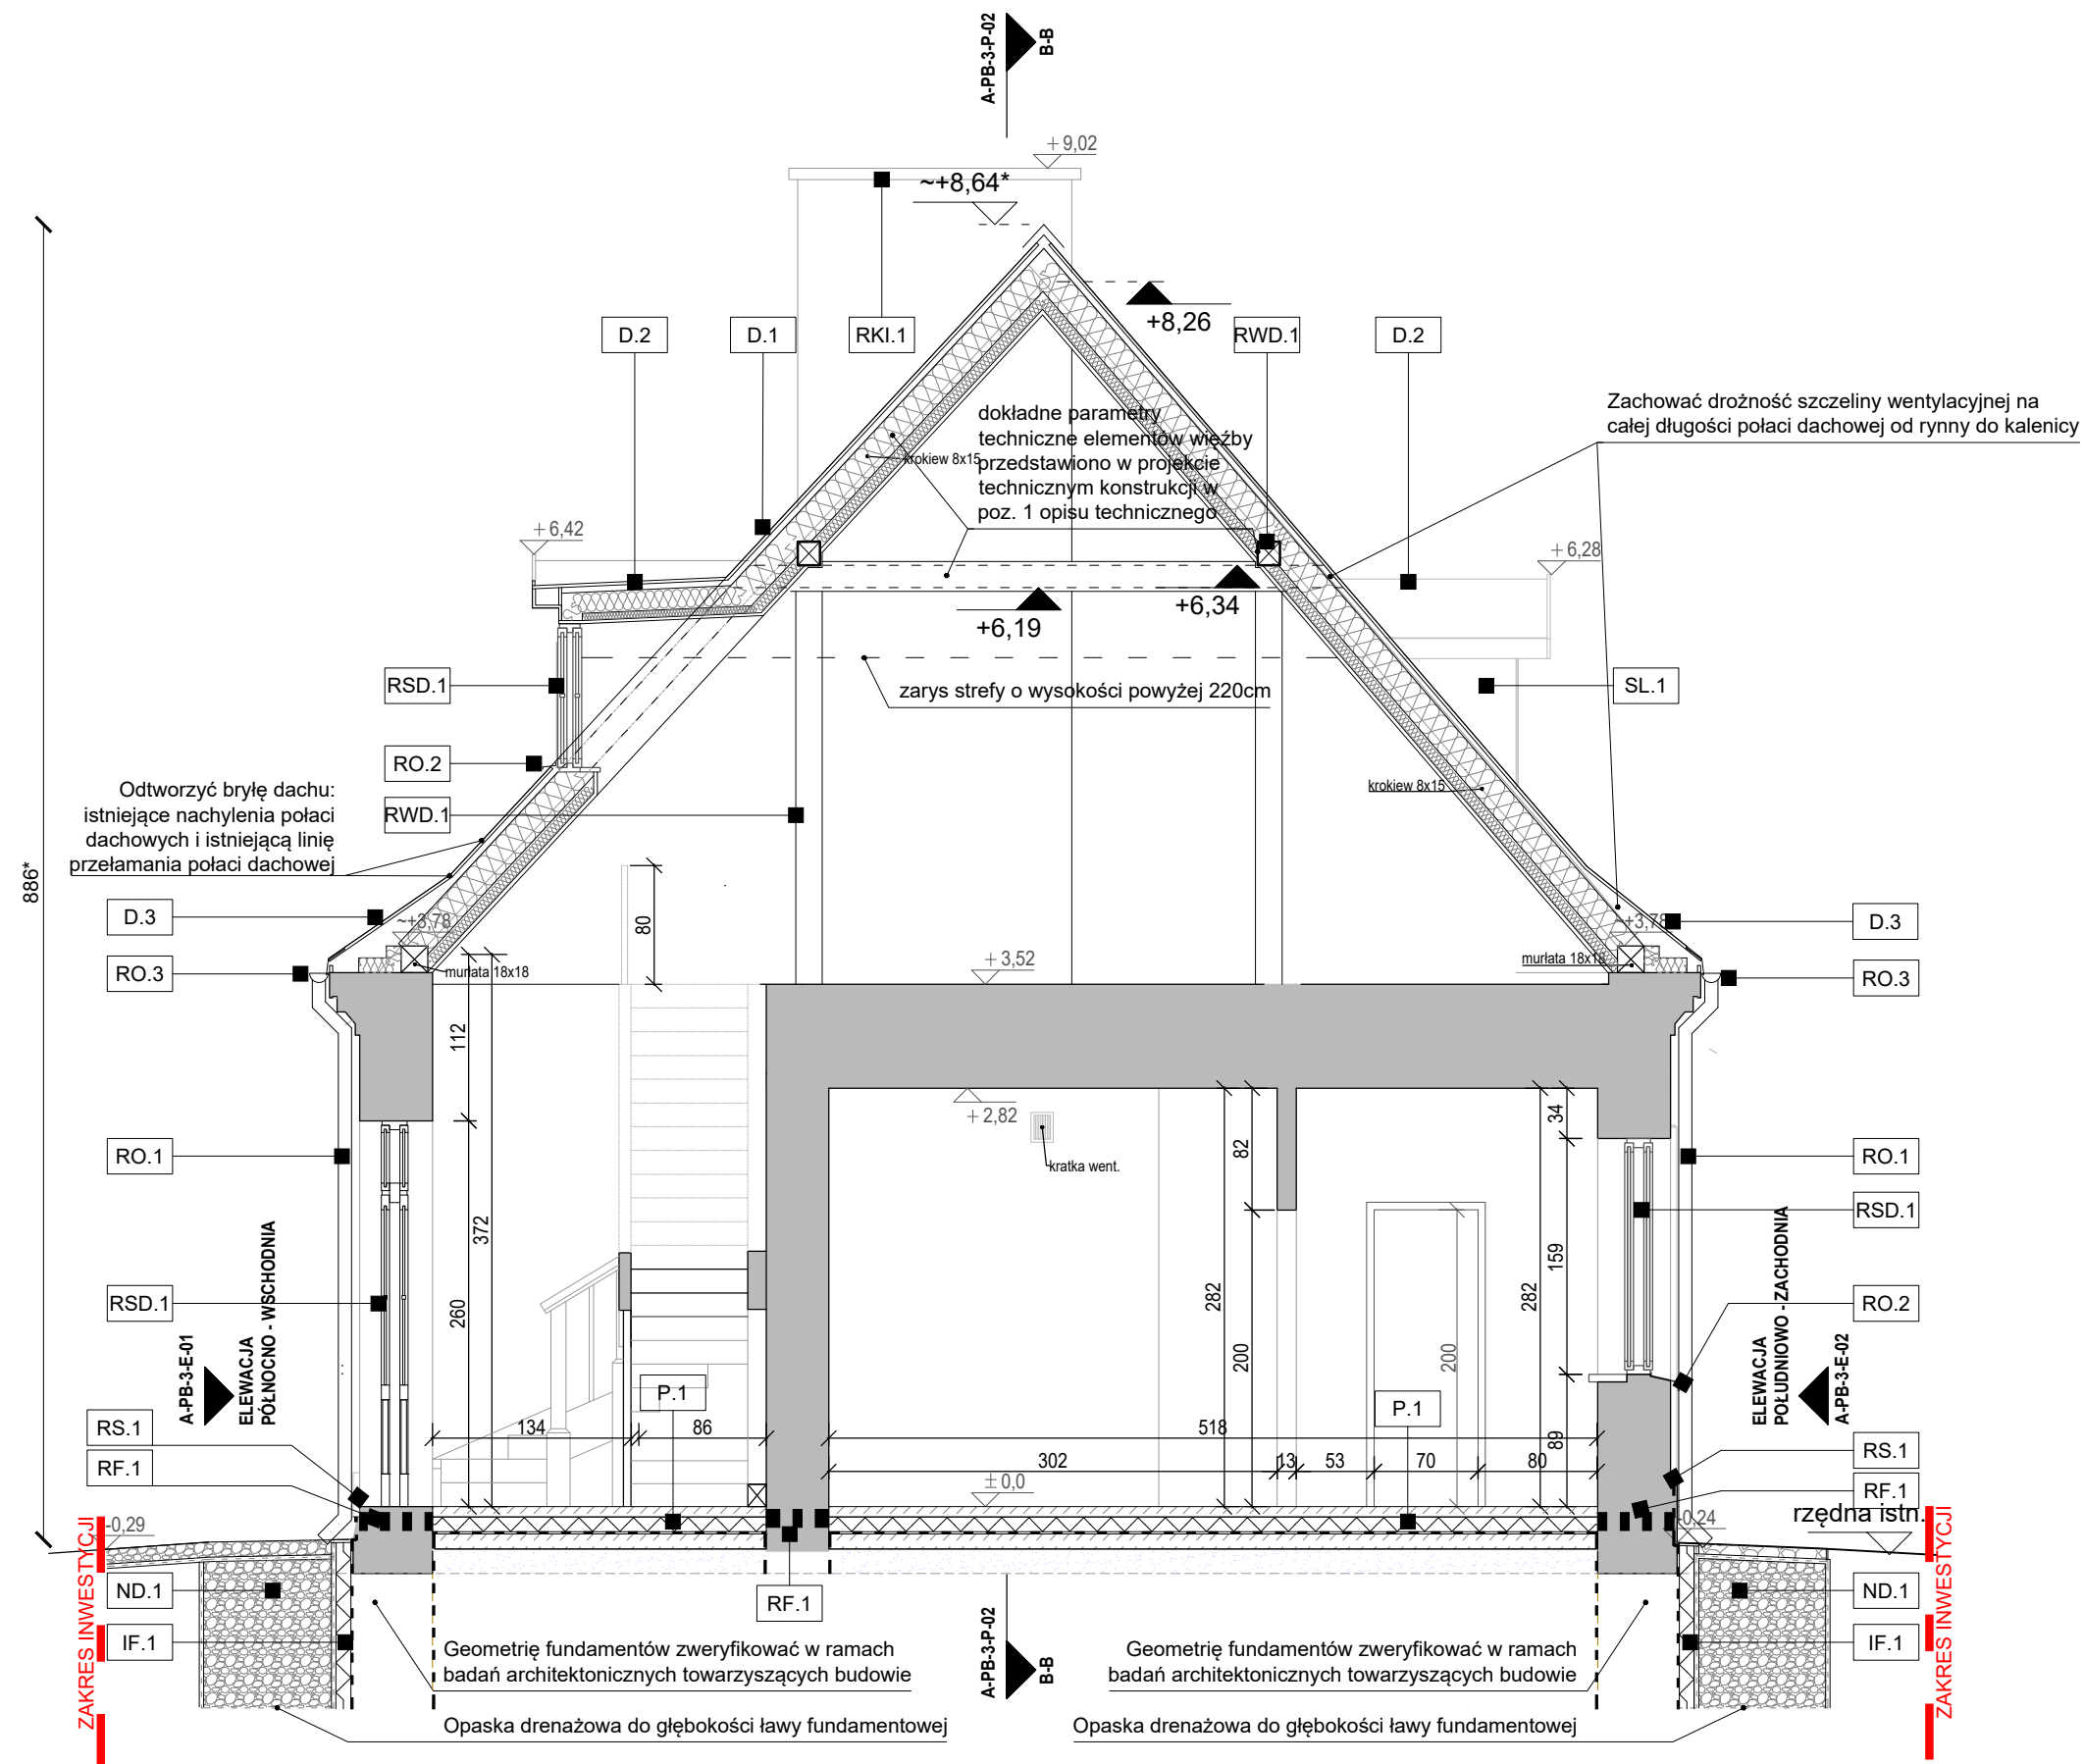 A-PB-3-P-02
B-B
+9,02
~+8,64*
D.2
D.1
RKI.1
+8,26
RWD.1
D.2
Zachować drożność szczeliny wentylacyjnej na
całej długości połaci dachowej od rynny do kalenicy
dokładne parametry
techniczne elementów więźby
przedstawiono w projekcie
technicznym konstrukcji w
poz. 1 opisu technicznego
krokiew 8x15
+6,42
+6,28
+6,34
+6,19
RSD.1
zarys strefy o wysokości powyżej 220cm
SL.1
RO.2
RWD.1
krokiew 8x15
Odtworzyć bryłę dachu:
istniejące nachylenia połaci
dachowych i istniejącą linię
przełamania połaci dachowej
886*
D.3
~+3,78
80
~+3,78
D.3
RO.3
murłata 18x18
+3,52
murłata 18x18
RO.3
112
+2,82
kratka went.
82
34
RO.1
RO.1
372
260
282
200
282
159
200
RSD.1
RSD.1
RO.2
A-PB-3-E-01
ELEWACJA
PÓŁNOCNO - WSCHODNIA
ELEWACJA
POŁUDNIOWO - ZACHODNIA
A-PB-3-E-02
P.1
P.1
134
86
518
89
RS.1
RF.1
302
13
53
70
80
±0,0
RS.1
RF.1
-0,29
-0,24
rzędna istn.
ZAKRES INWESTYCJI
ZAKRES INWESTYCJI
ND.1
RF.1
ND.1
IF.1
IF.1
Geometrię fundamentów zweryfikować w ramach
badań architektonicznych towarzyszących budowie
A-PB-3-P-02
B-B
Geometrię fundamentów zweryfikować w ramach
badań architektonicznych towarzyszących budowie
Opaska drenażowa do głębokości ławy fundamentowej
Opaska drenażowa do głębokości ławy fundamentowej